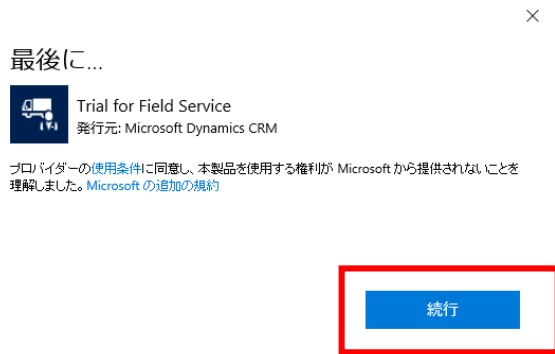 最後に...
Trial for Field Service
発行元: Microsoft Dynamics CRM
プロバイダーの使用条件に同意し、本製品を使用する権利が Microsoft から提供されないことを
理解しました。Microsoft の追加の規約
続行